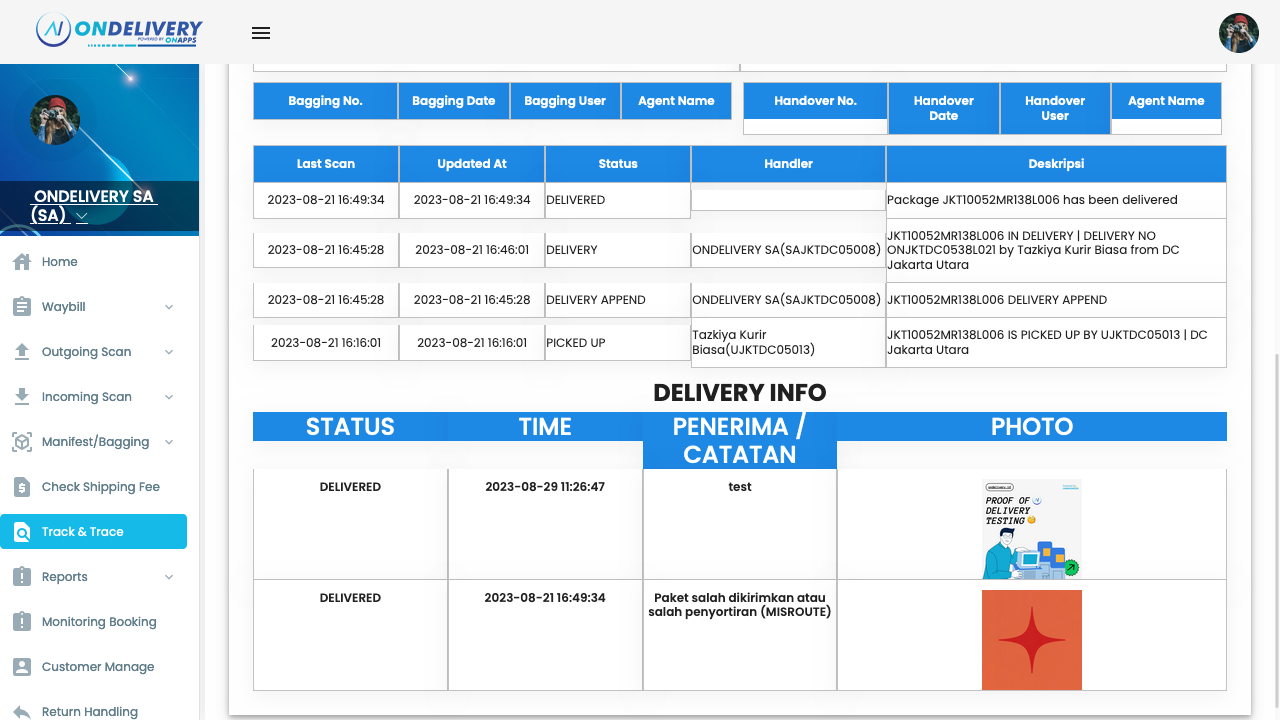 ONDELIVERY
POWERED BY ONAPPS
ONDELIVERY SA
(SA)
Home
Waybill
Outgoing Scan
Incoming Scan
Manifest/Bagging
Check Shipping Fee
Track & Trace
Reports
Monitoring Booking
Customer Manage
Return Handling
Bagging No. Bagging Date Bagging User Agent Name
Handover No. Handover Date Handover User Agent Name
Last Scan Updated At Status Handler Deskripsi
2023-08-21 16:49:34 2023-08-21 16:49:34 DELIVERED Package JKT10052MR138L006 has been delivered
2023-08-21 16:45:28 2023-08-21 16:46:01 DELIVERY ONDELIVERY SA(SAJKTDC05008) JKT10052MR138L006 IN DELIVERY | DELIVERY NO
ONJKTDC0538L021 by Tazkiya Kurir Biasa from DC
Jakarta Utara
2023-08-21 16:45:28 2023-08-21 16:45:28 DELIVERY APPEND ONDELIVERY SA(SAJKTDC05008) JKT10052MR138L006 DELIVERY APPEND
2023-08-21 16:16:01 2023-08-21 16:16:01 PICKED UP Tazkiya Kurir
Biasa(UJKTDC05013) JKT10052MR138L006 IS PICKED UP BY UJKTDC05013 | DC
Jakarta Utara
DELIVERY INFO
STATUS TIME PENERIMA /
CATATAN PHOTO
DELIVERED 2023-08-29 11:26:47 test
PROOF OF
DELIVERY
TESTING
DELIVERED 2023-08-21 16:49:34 Paket salah dikirimkan atau
salah penyortiran (MISROUTE)